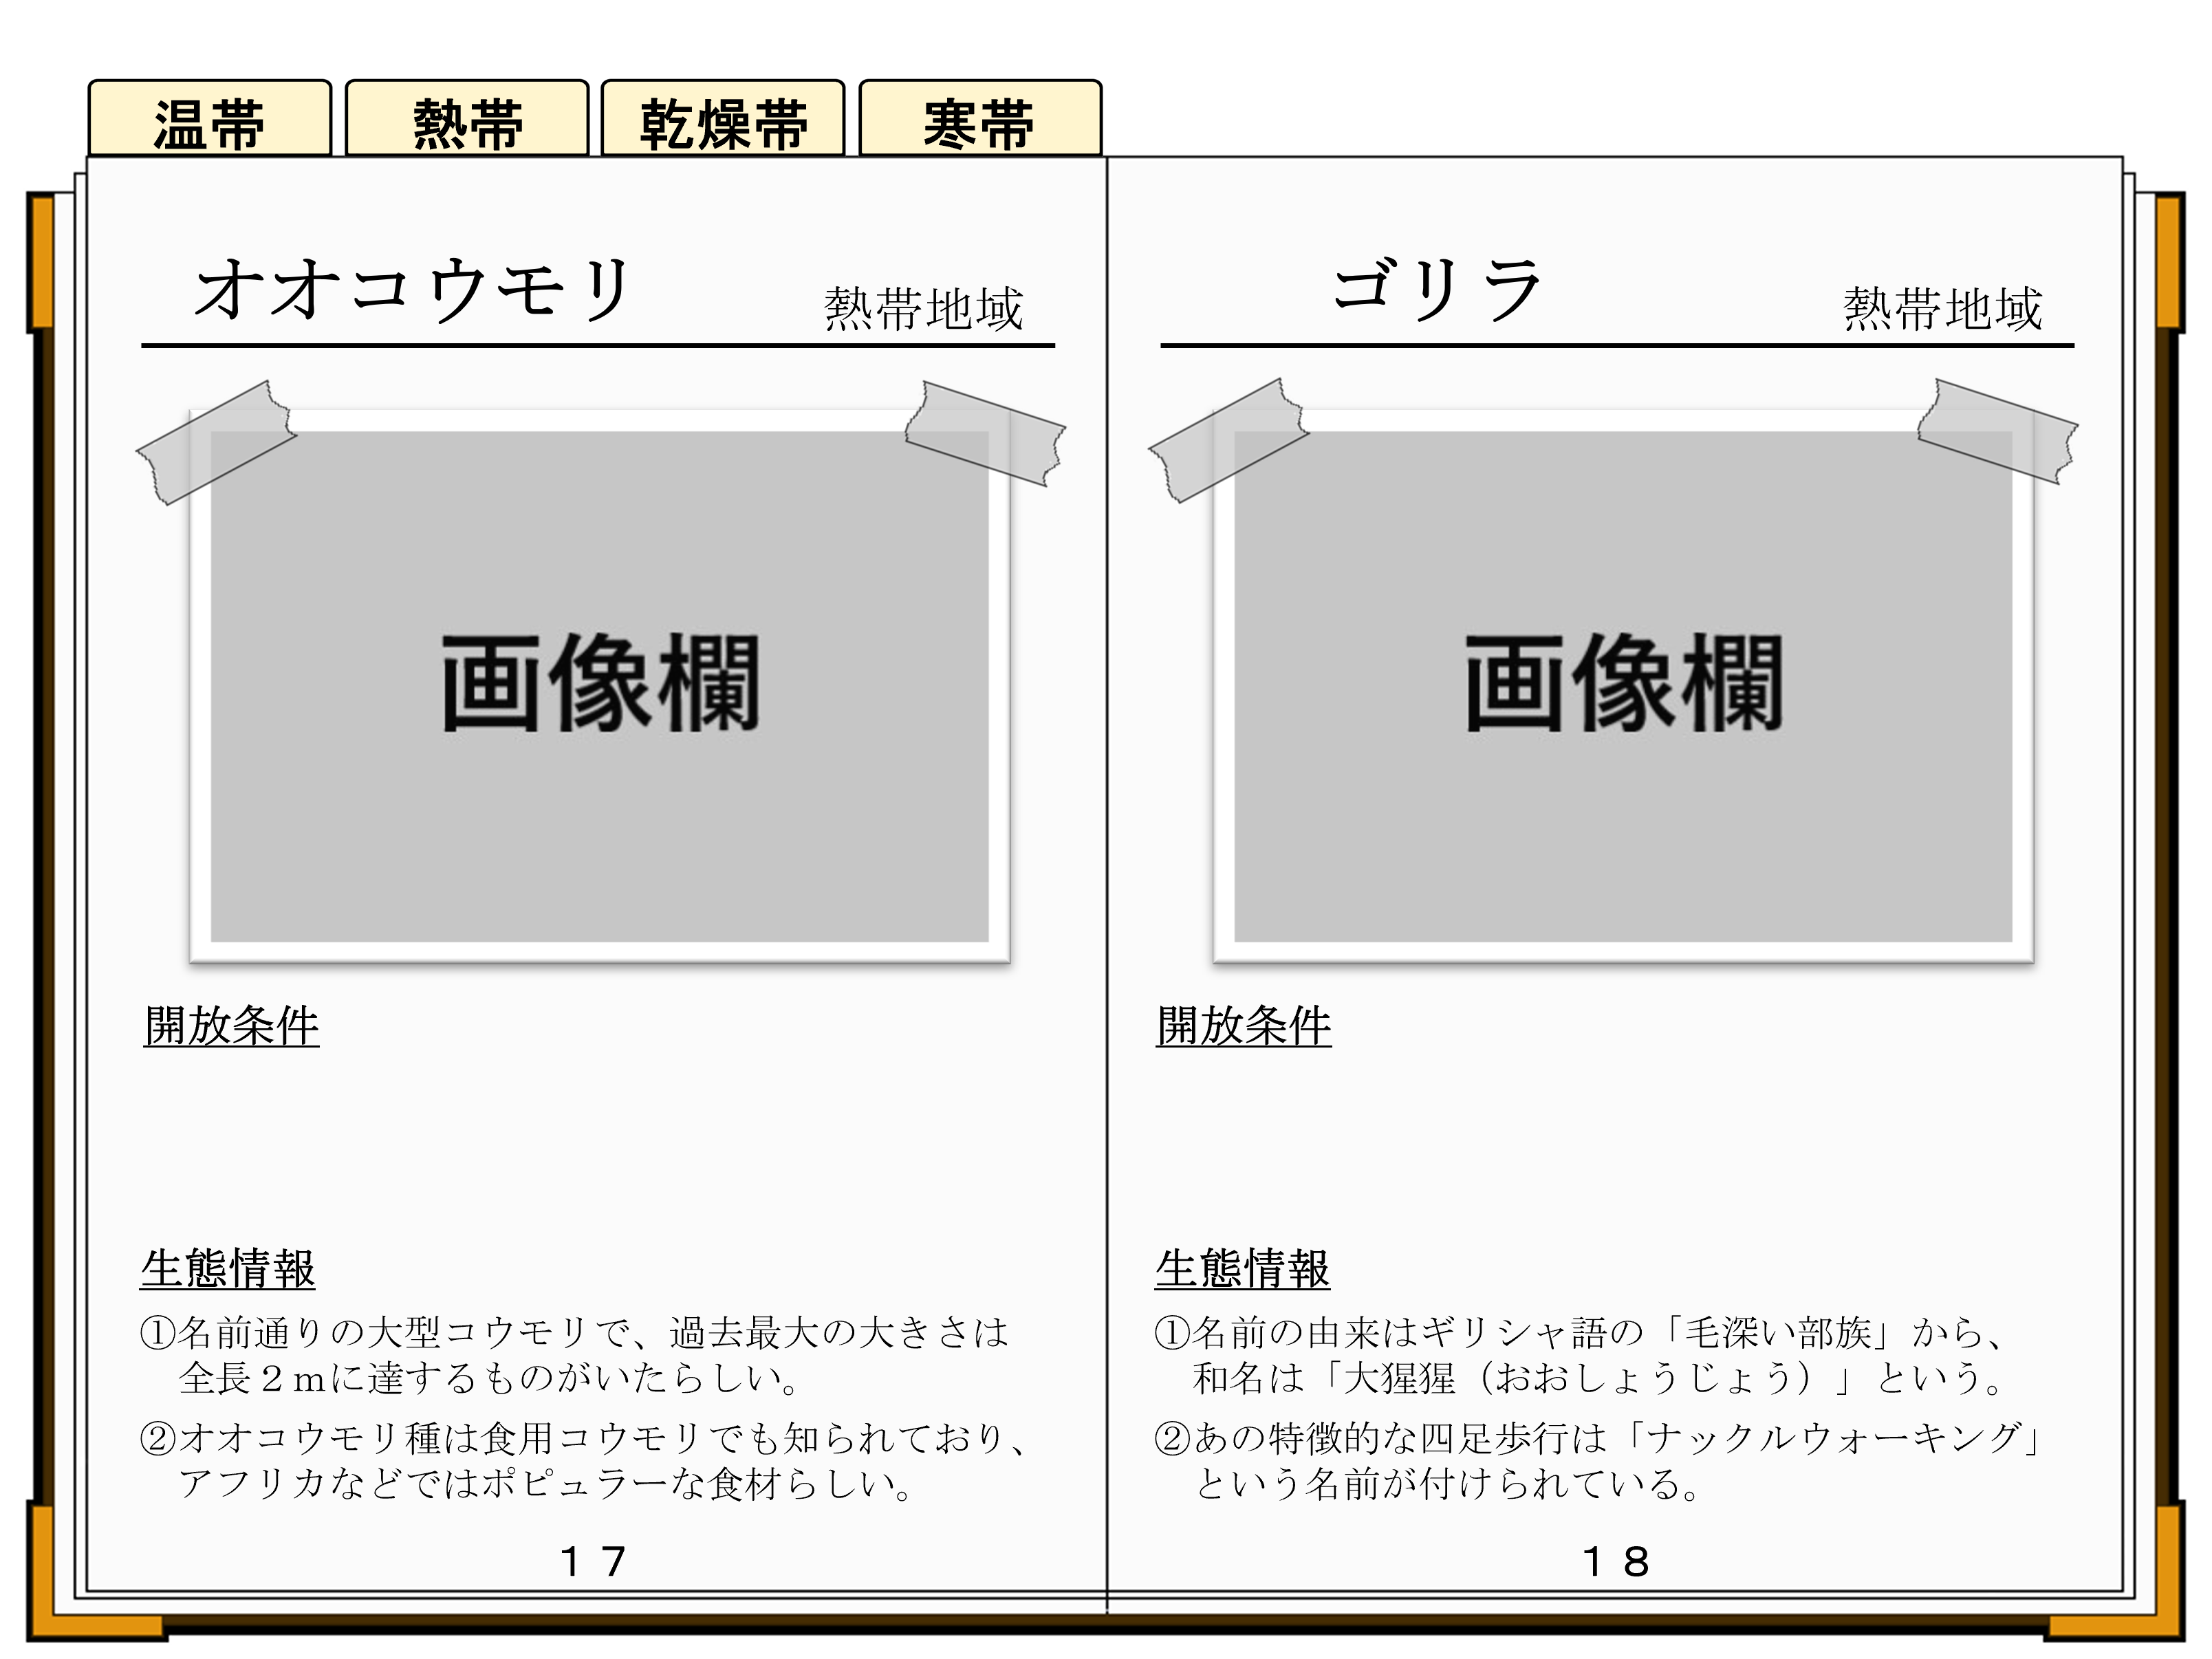 温帯
熱帯
乾燥帯
寒帯
オオコウモリ
熱帯地域
画像欄
開放条件
生態情報
①名前通りの大型コウモリで、過去最大の大きさは
全長２ｍに達するものがいたらしい。
②オオコウモリ種は食用コウモリでも知られており、
アフリカなどではポピュラーな食材らしい。
１７
ゴリラ
熱帯地域
画像欄
開放条件
生態情報
①名前の由来はギリシャ語の「毛深い部族」から、
和名は「大猩猩（おおしょうじょう）」という。
②あの特徴的な四足歩行は「ナックルウォーキング」
という名前が付けられている。
１８